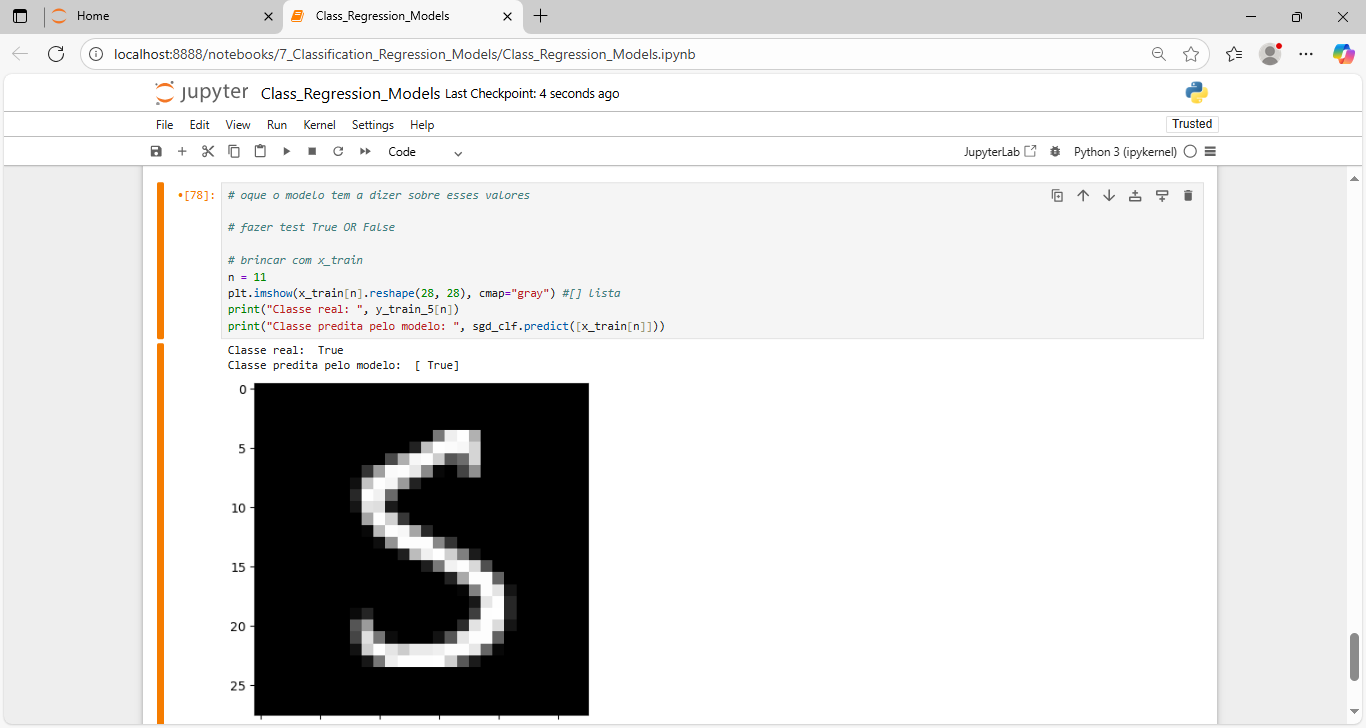 Home
Class_Regression_Models
localhost:8888/notebooks/7_Classification_Regression_Models/Class_Regression_Models.ipynb
jupyter Class_Regression_Models Last Checkpoint: 4 seconds ago
File Edit View Run Kernel Settings Help
Trusted
Code
JupyterLab
Python 3 (ipykernel)
•[78]:
# oque o modelo tem a dizer sobre esses valores
# fazer test True OR False
# brincar com x_train
n = 11
plt.imshow(x_train[n].reshape(28, 28), cmap="gray") #[] lista
print("Classe real: ", y_train_5[n])
print("Classe predita pelo modelo: ", sgd_clf.predict([x_train[n]]))
Classe real:  True
Classe predita pelo modelo:  [ True]
0
5
10
15
20
25